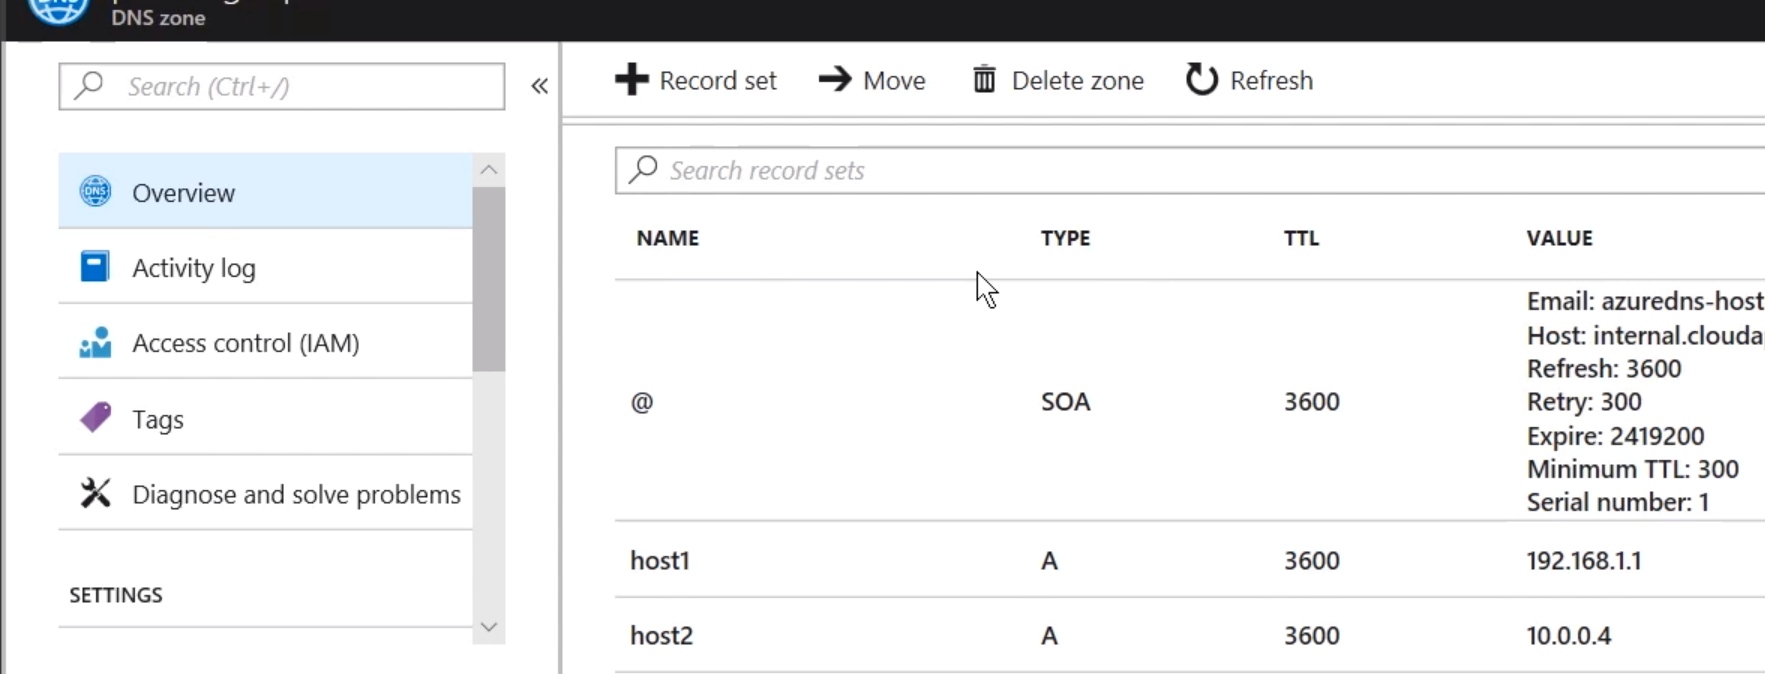 DNS zone
Search (Ctrl+/)
«
Record set
Move
Delete zone
Refresh
Search record sets
DNS
Overview
Activity log
Access control (IAM)
Tags
Diagnose and solve problems
SETTINGS
NAME TYPE TTL VALUE
@ SOA 3600
Email: azuredns-host
Host: internal.clouda
Refresh: 3600
Retry: 300
Expire: 2419200
Minimum TTL: 300
Serial number: 1
host1 A 3600 192.168.1.1
host2 A 3600 10.0.0.4